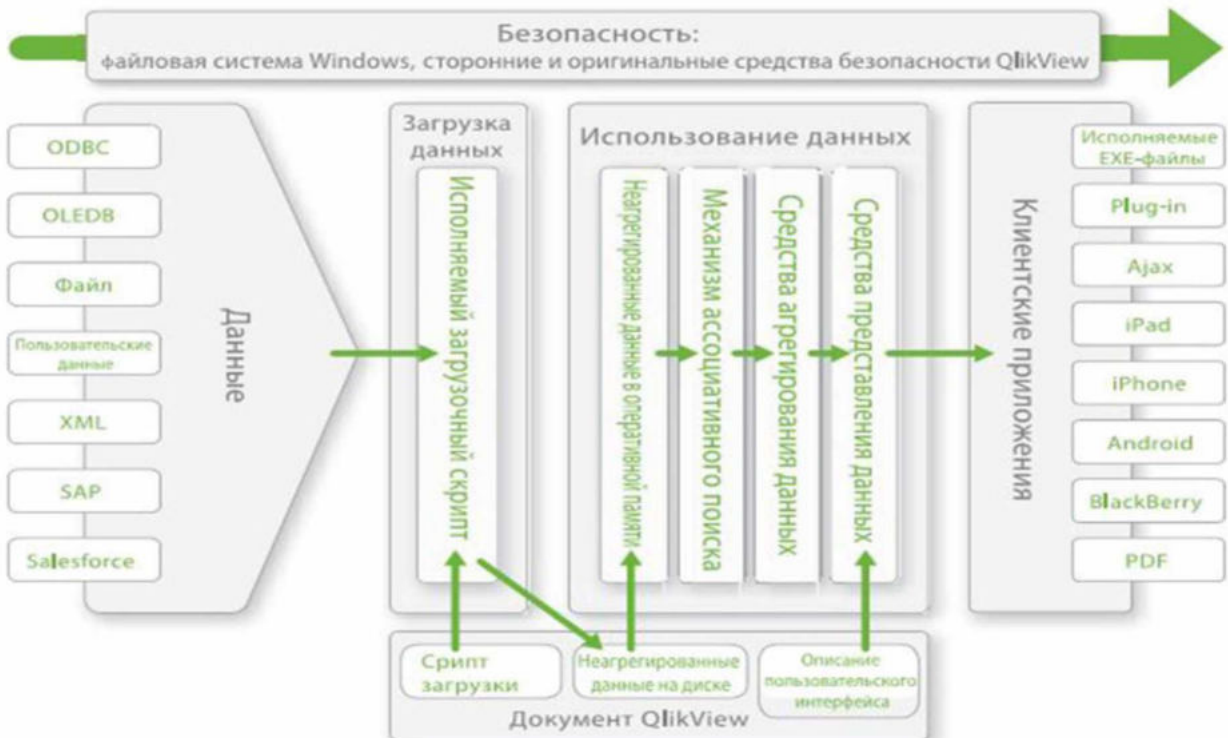 Безопасность:
файловая система Windows, сторонние и оригинальные средства безопасности QlikView
ODBC
OLEDB
Файл
Пользовательские
данные
XML
SAP
Salesforce
Данные
Загрузка
данных
Исполняемый загрузочный скрипт
Использование данных
Неагрегированные данные в оперативной памяти
Механизм ассоциативного поиска
Средства агрегирования данных
Средства представления данных
Клиентские приложения
Исполняемые
EXE-файлы
Plug-in
Ajax
iPad
iPhone
Android
BlackBerry
PDF
Срипт
загрузки
Неагрегированные
данные на диске
Описание
пользовательского
интерфейса
Документ QlikView